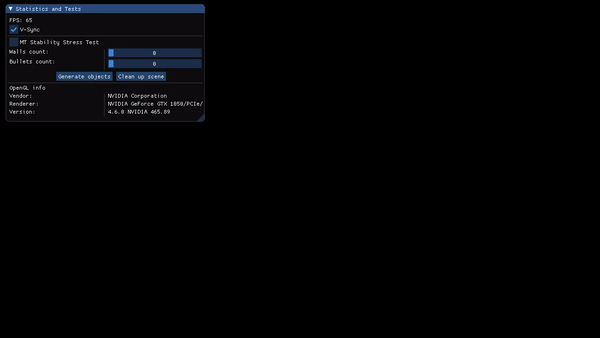 Statistics and Tests
FPS: 65
V-Sync
MT Stability Stress Test
Walls count: 0
Bullets count: 0
Generate objects Clean up scene
OpenGL info
Vendor: NVIDIA Corporation
Renderer: NVIDIA GeForce GTX 1050/PCIe/
Version: 4.6.0 NVIDIA 465.89